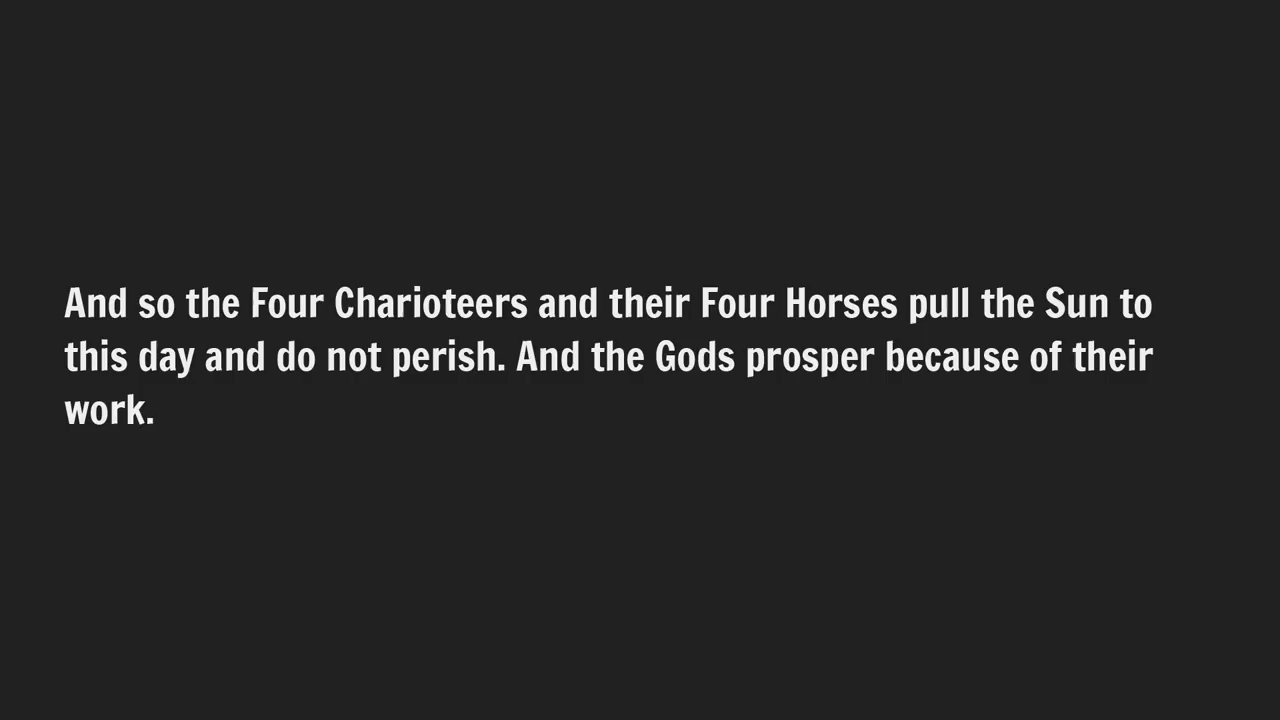 And so the Four Charioteers and their Four Horses pull the Sun to
this day and do not perish. And the Gods prosper because of their
work.